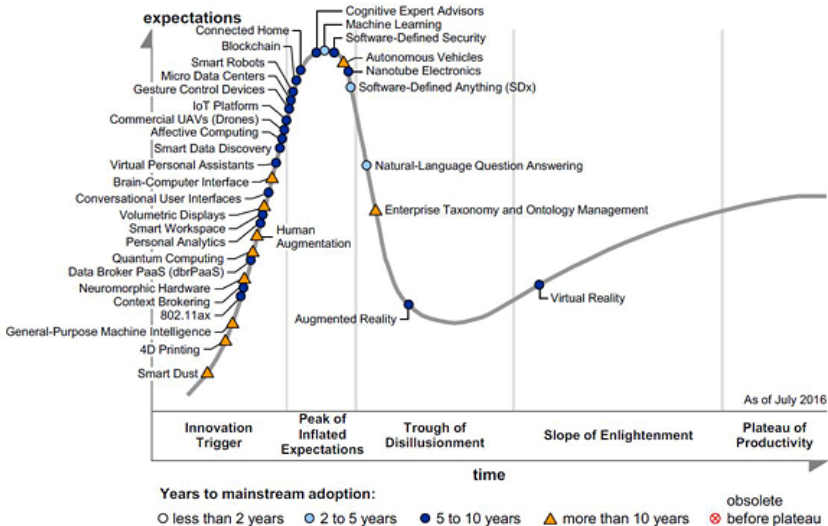 expectations
Cognitive Expert Advisors
Machine Learning
Software-Defined Security
Connected Home
Blockchain
Smart Robots
Micro Data Centers
Gesture Control Devices
IoT Platform
Commercial UAVs (Drones)
Affective Computing
Smart Data Discovery
Virtual Personal Assistants
Brain-Computer Interface
Conversational User Interfaces
Volumetric Displays
Smart Workspace
Personal Analytics
Quantum Computing
Data Broker PaaS (dbrPaaS)
Neuromorphic Hardware
Context Brokering
802.11ax
General-Purpose Machine Intelligence
4D Printing
Smart Dust
Human
Augmentation
Autonomous Vehicles
Nanotube Electronics
Software-Defined Anything (SDx)
Natural-Language Question Answering
Enterprise Taxonomy and Ontology Management
Augmented Reality
Virtual Reality
As of July 2016
Innovation
Trigger
Peak of
Inflated
Expectations
Trough of
Disillusionment
Slope of Enlightenment
Plateau of
Productivity
time
Years to mainstream adoption:
less than 2 years
2 to 5 years
5 to 10 years
more than 10 years
obsolete
before plateau